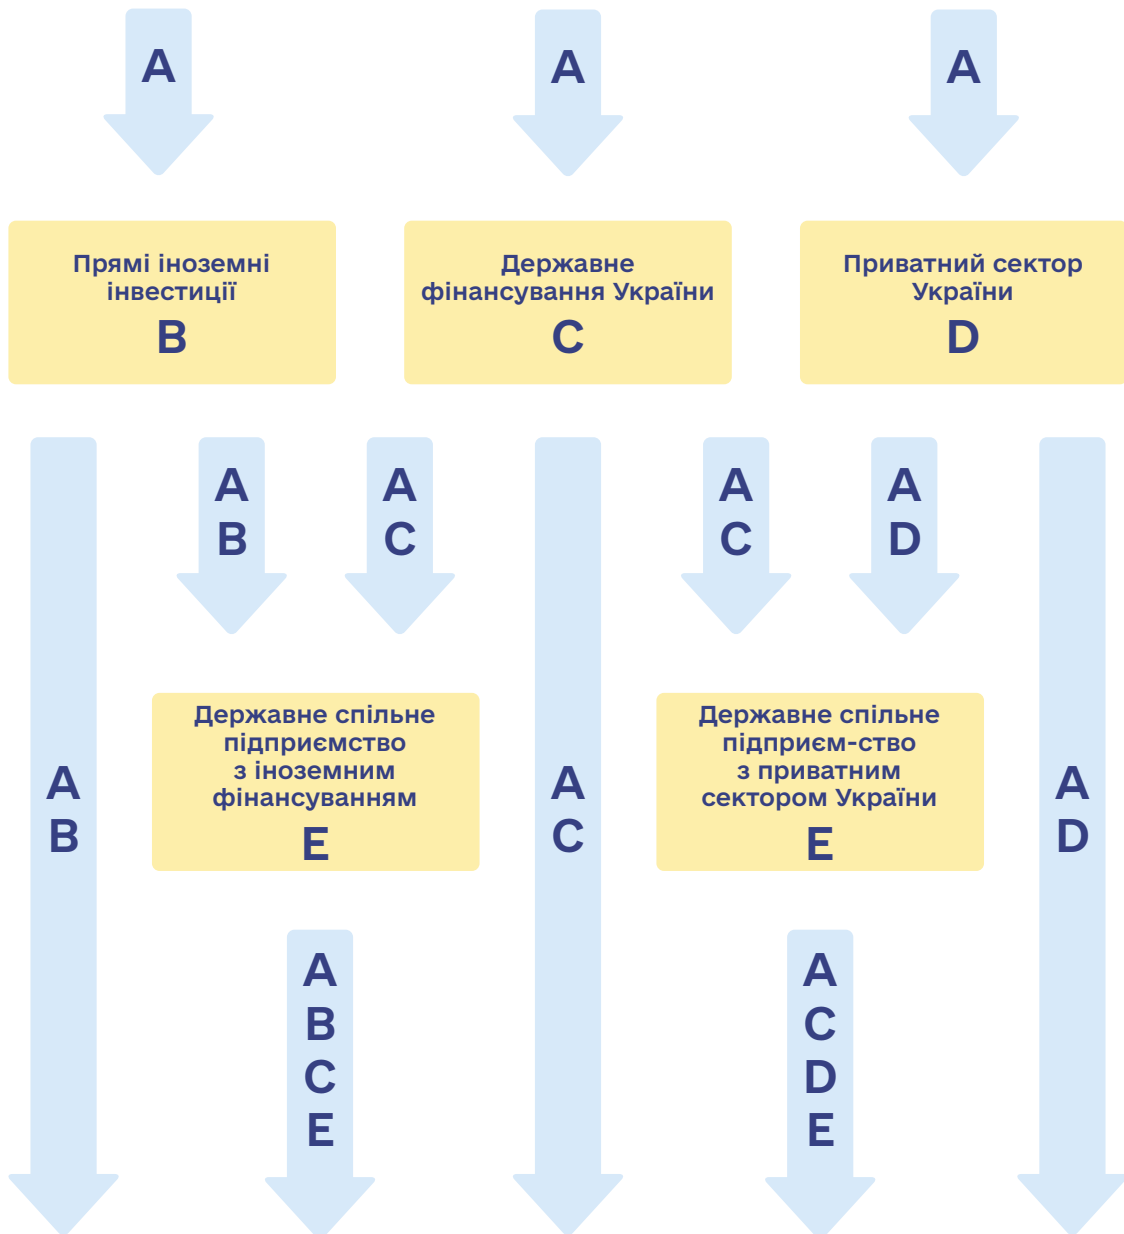 A
A
A
Прямі іноземні
інвестиції
B
Державне
фінансування України
C
Приватний сектор
України
D
A
B
A
C
A
C
A
D
A
B
Державне спільне
підприємство
з іноземним
фінансуванням
E
A
C
Державне спільне
підприєм-ство
з приватним
сектором України
E
A
D
A
B
C
E
A
C
D
E